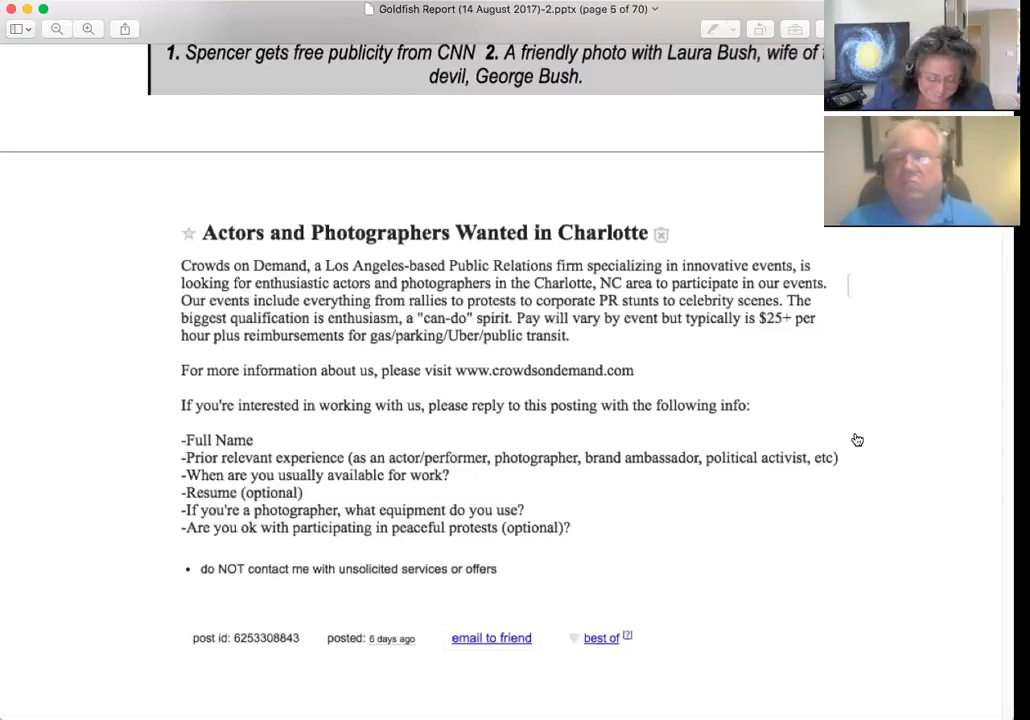 Goldfish Report (14 August 2017)-2.pptx (page 5 of 70)
1. Spencer gets free publicity from CNN 2. A friendly photo with Laura Bush, wife of
devil, George Bush.
Actors and Photographers Wanted in Charlotte
Crowds on Demand, a Los Angeles-based Public Relations firm specializing in innovative events, is
looking for enthusiastic actors and photographers in the Charlotte, NC area to participate in our events.
Our events include everything from rallies to protests to corporate PR stunts to celebrity scenes. The
biggest qualification is enthusiasm, a "can-do" spirit. Pay will vary by event but typically is $25+ per
hour plus reimbursements for gas/parking/Uber/public transit.
For more information about us, please visit www.crowdsondemand.com
If you're interested in working with us, please reply to this posting with the following info:
-Full Name
-Prior relevant experience (as an actor/performer, photographer, brand ambassador, political activist, etc)
-When are you usually available for work?
-Resume (optional)
-If you're a photographer, what equipment do you use?
-Are you ok with participating in peaceful protests (optional)?
• do NOT contact me with unsolicited services or offers
post id: 6253308843 posted: 6 days ago email to friend best of [?]